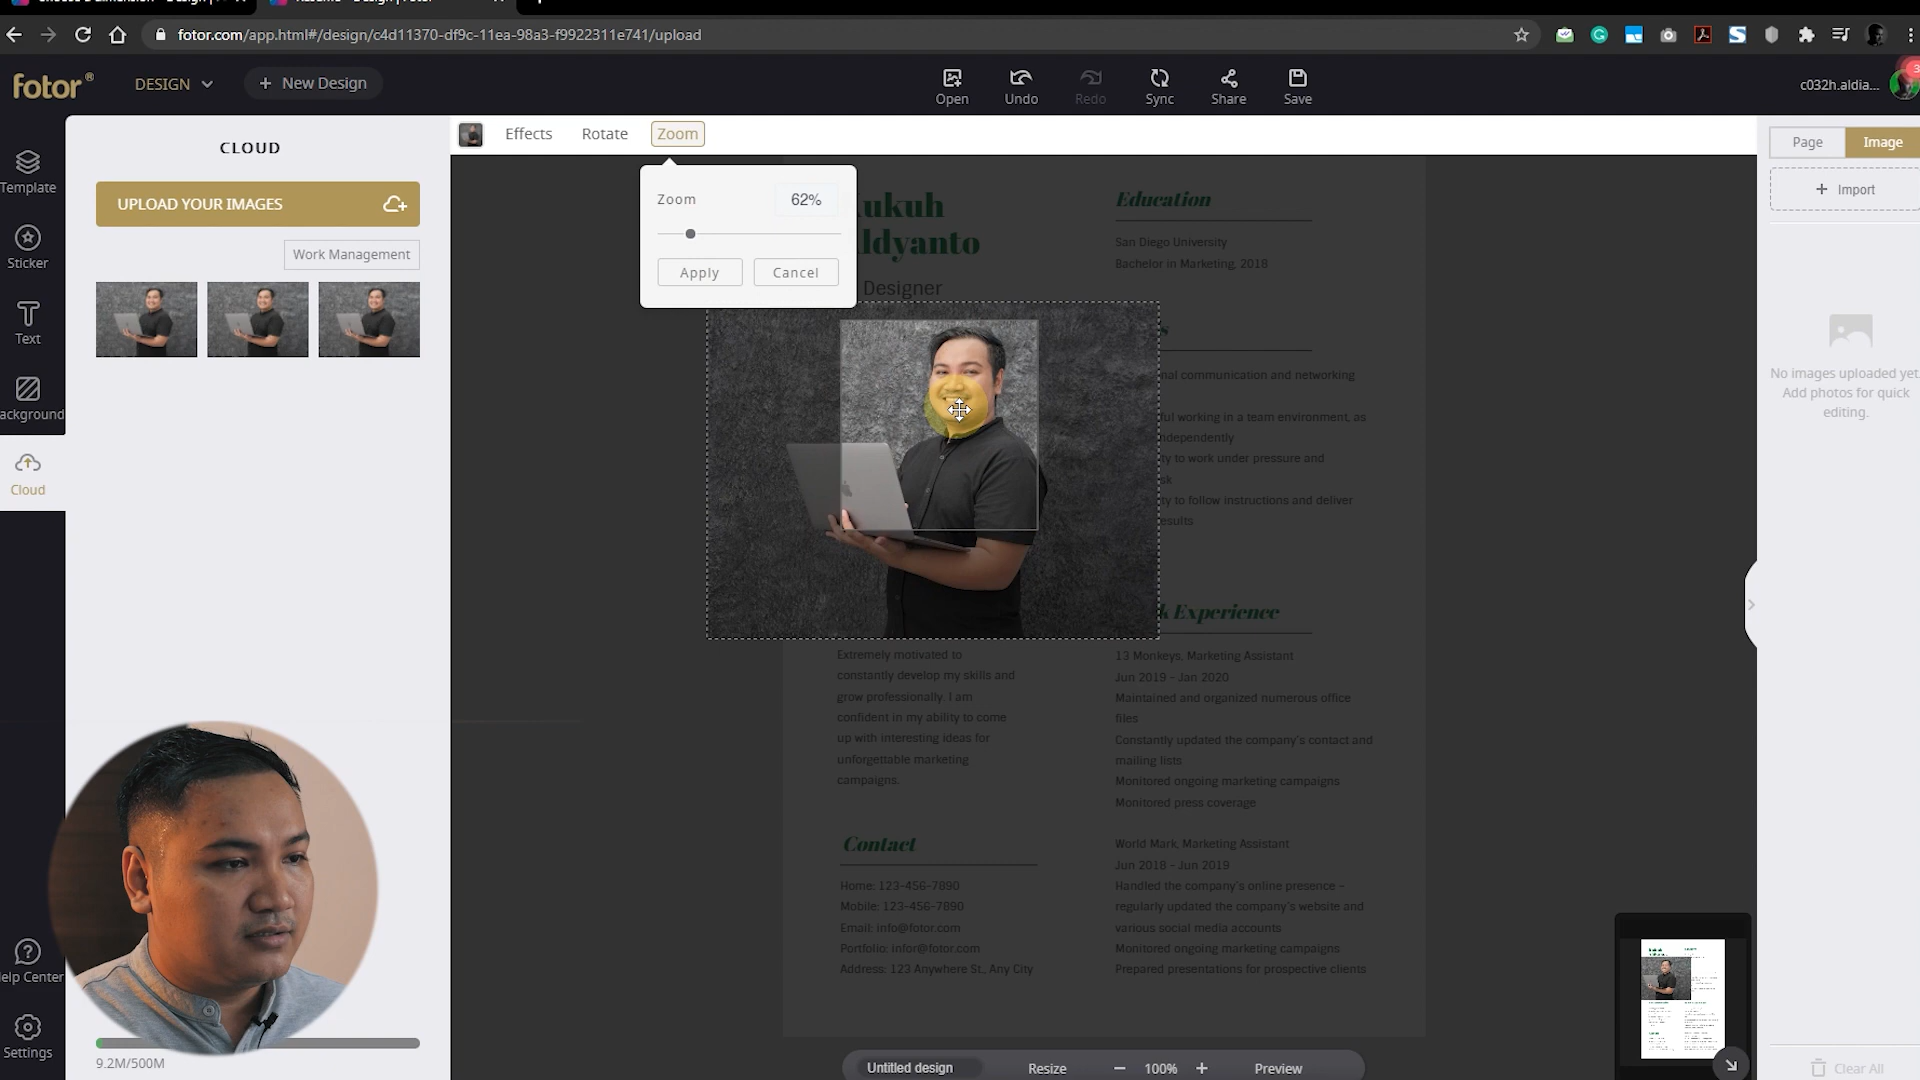 fotor.com/app.html#/design/c4d11370-df9c-11ea-98a3-f9922311e741/upload
fotor®
DESIGN
+ New Design
Open
Undo
Redo
Sync
Share
Save
c032h.aldia...
3
Template
Sticker
Text
ackground
Cloud
elp Center
Settings
CLOUD
UPLOAD YOUR IMAGES
Work Management
9.2M/500M
Effects
Rotate
Zoom
Zoom
62%
Apply
Cancel
ukuh
ldyanto
Designer
Extremely motivated to
constantly develop my skills and
grow professionally. I am
confident in my ability to come
up with interesting ideas for
unforgettable marketing
campaigns.
Contact
Home: 123-456-7890
Mobile: 123-456-7890
Email: info@fotor.com
Portfolio: infor@fotor.com
Address: 123 Anywhere St., Any City
Education
San Diego University
Bachelor in Marketing, 2018
s
nal communication and networking
ful working in a team environment, as
ndependently
ty to work under pressure and
sk
ty to follow instructions and deliver
esults
k Experience
13 Monkeys, Marketing Assistant
Jun 2019 – Jan 2020
Maintained and organized numerous office
files
Constantly updated the company's contact and
mailing lists
Monitored ongoing marketing campaigns
Monitored press coverage
World Mark, Marketing Assistant
Jun 2018 – Jun 2019
Handled the company's online presence –
regularly updated the company's website and
various social media accounts
Monitored ongoing marketing campaigns
Prepared presentations for prospective clients
Untitled design
Resize
− 100% +
Preview
Page
Image
+ Import
No images uploaded yet
Add photos for quick
editing.
Clear All